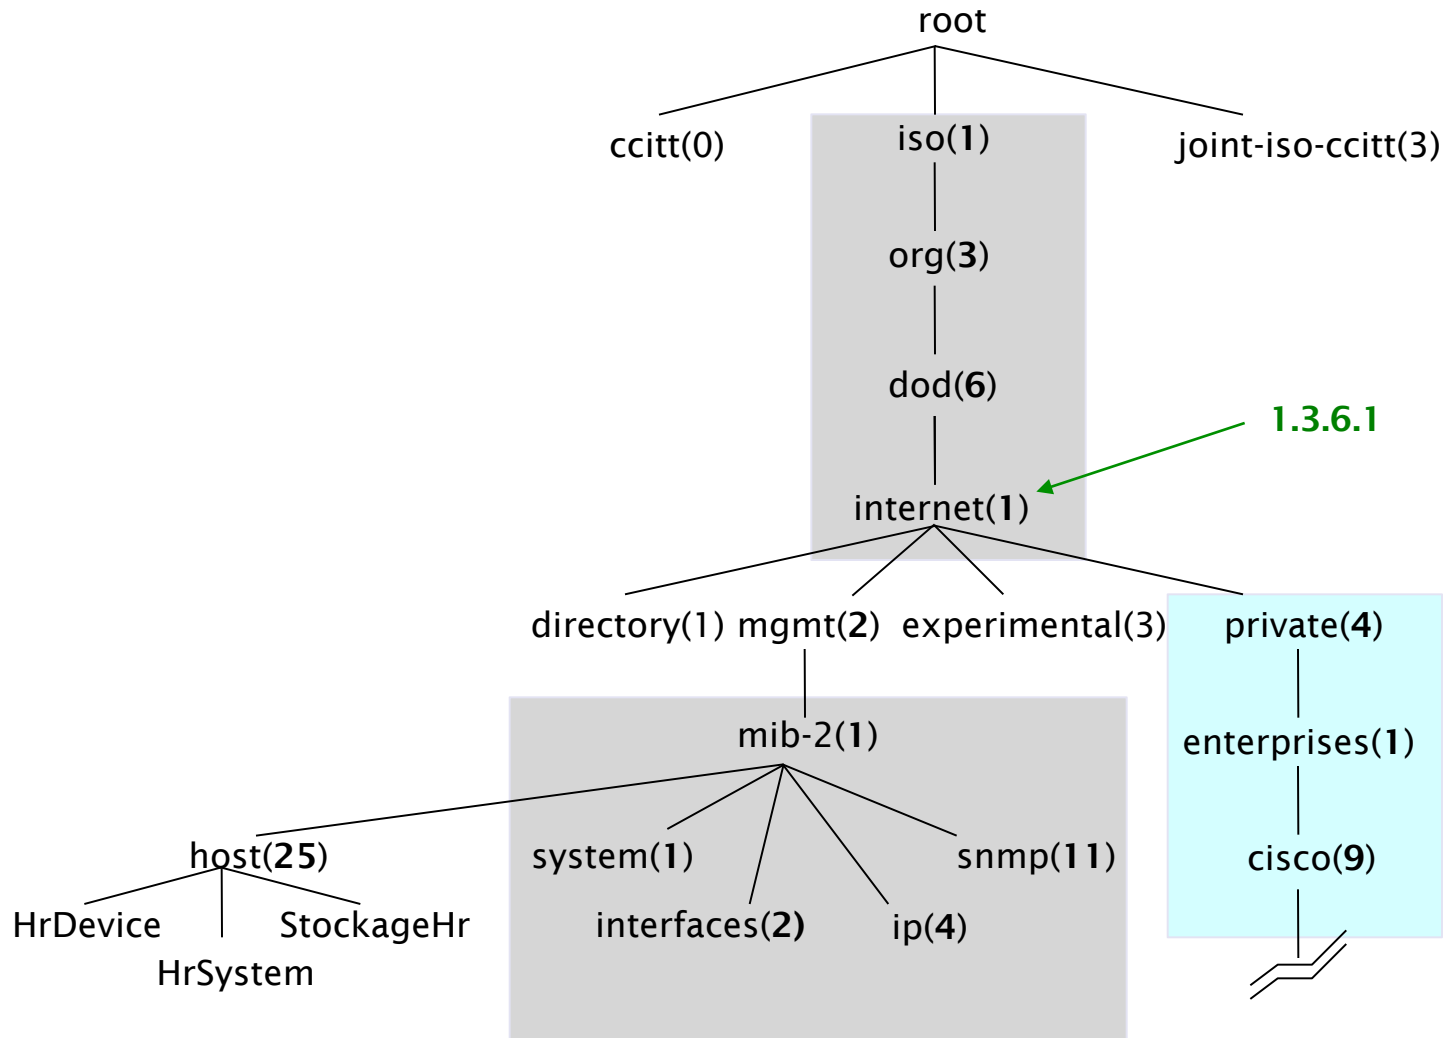 root
ccitt(0)
iso(1)
joint-iso-ccitt(3)
org(3)
dod(6)
1.3.6.1
internet(1)
directory(1)
mgmt(2)
experimental(3)
private(4)
mib-2(1)
enterprises(1)
host(25)
system(1)
snmp(11)
cisco(9)
HrDevice
StockageHr
interfaces(2)
ip(4)
HrSystem